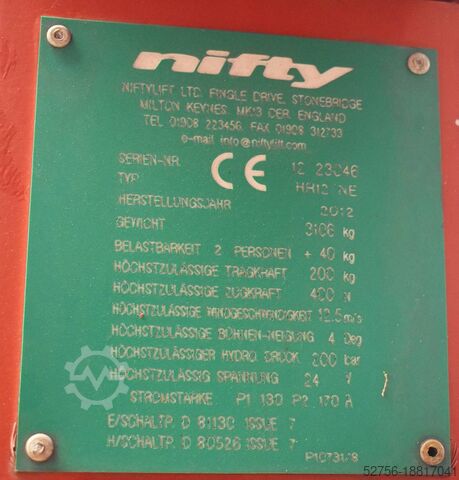 nifty
NIFTYLIFT LTD, FINGLE DRIVE, STONEBRIDGE
MILTON KEYNES, MK13 0ER, ENGLAND
TEL 01908 223456, FAX 01908 312733
e-mail info@niftylift.com
SERIEN-NR. 12 23046
TYP HR12 NE
CE
HERSTELLUNGSJAHR 2012
GEWICHT 3106 kg
BELASTBARKEIT 2 PERSONEN + 40 kg
HÖCHSTZULÄSSIGE TRAGKRAFT 200 kg
HÖCHSTZULÄSSIGE ZUGKRAFT 400 N
HÖCHSTZULÄSSIGE WINDGESCHWINDIGKEIT 12.5 m/s
HÖCHSTZULÄSSIGE BÜHNEN-NEIGUNG 4 Deg
HÖCHSTZULÄSSIGER HYDRO. DRUCK 200 bar
HÖCHSTZULÄSSIG SPANNUNG 24 V
STROMSTÄRKE P1 130 P2 170 A
E/SCHALTP. D 81130 ISSUE 7
H/SCHALTP. D 80526 ISSUE 7
P10731/8
52756-18817041